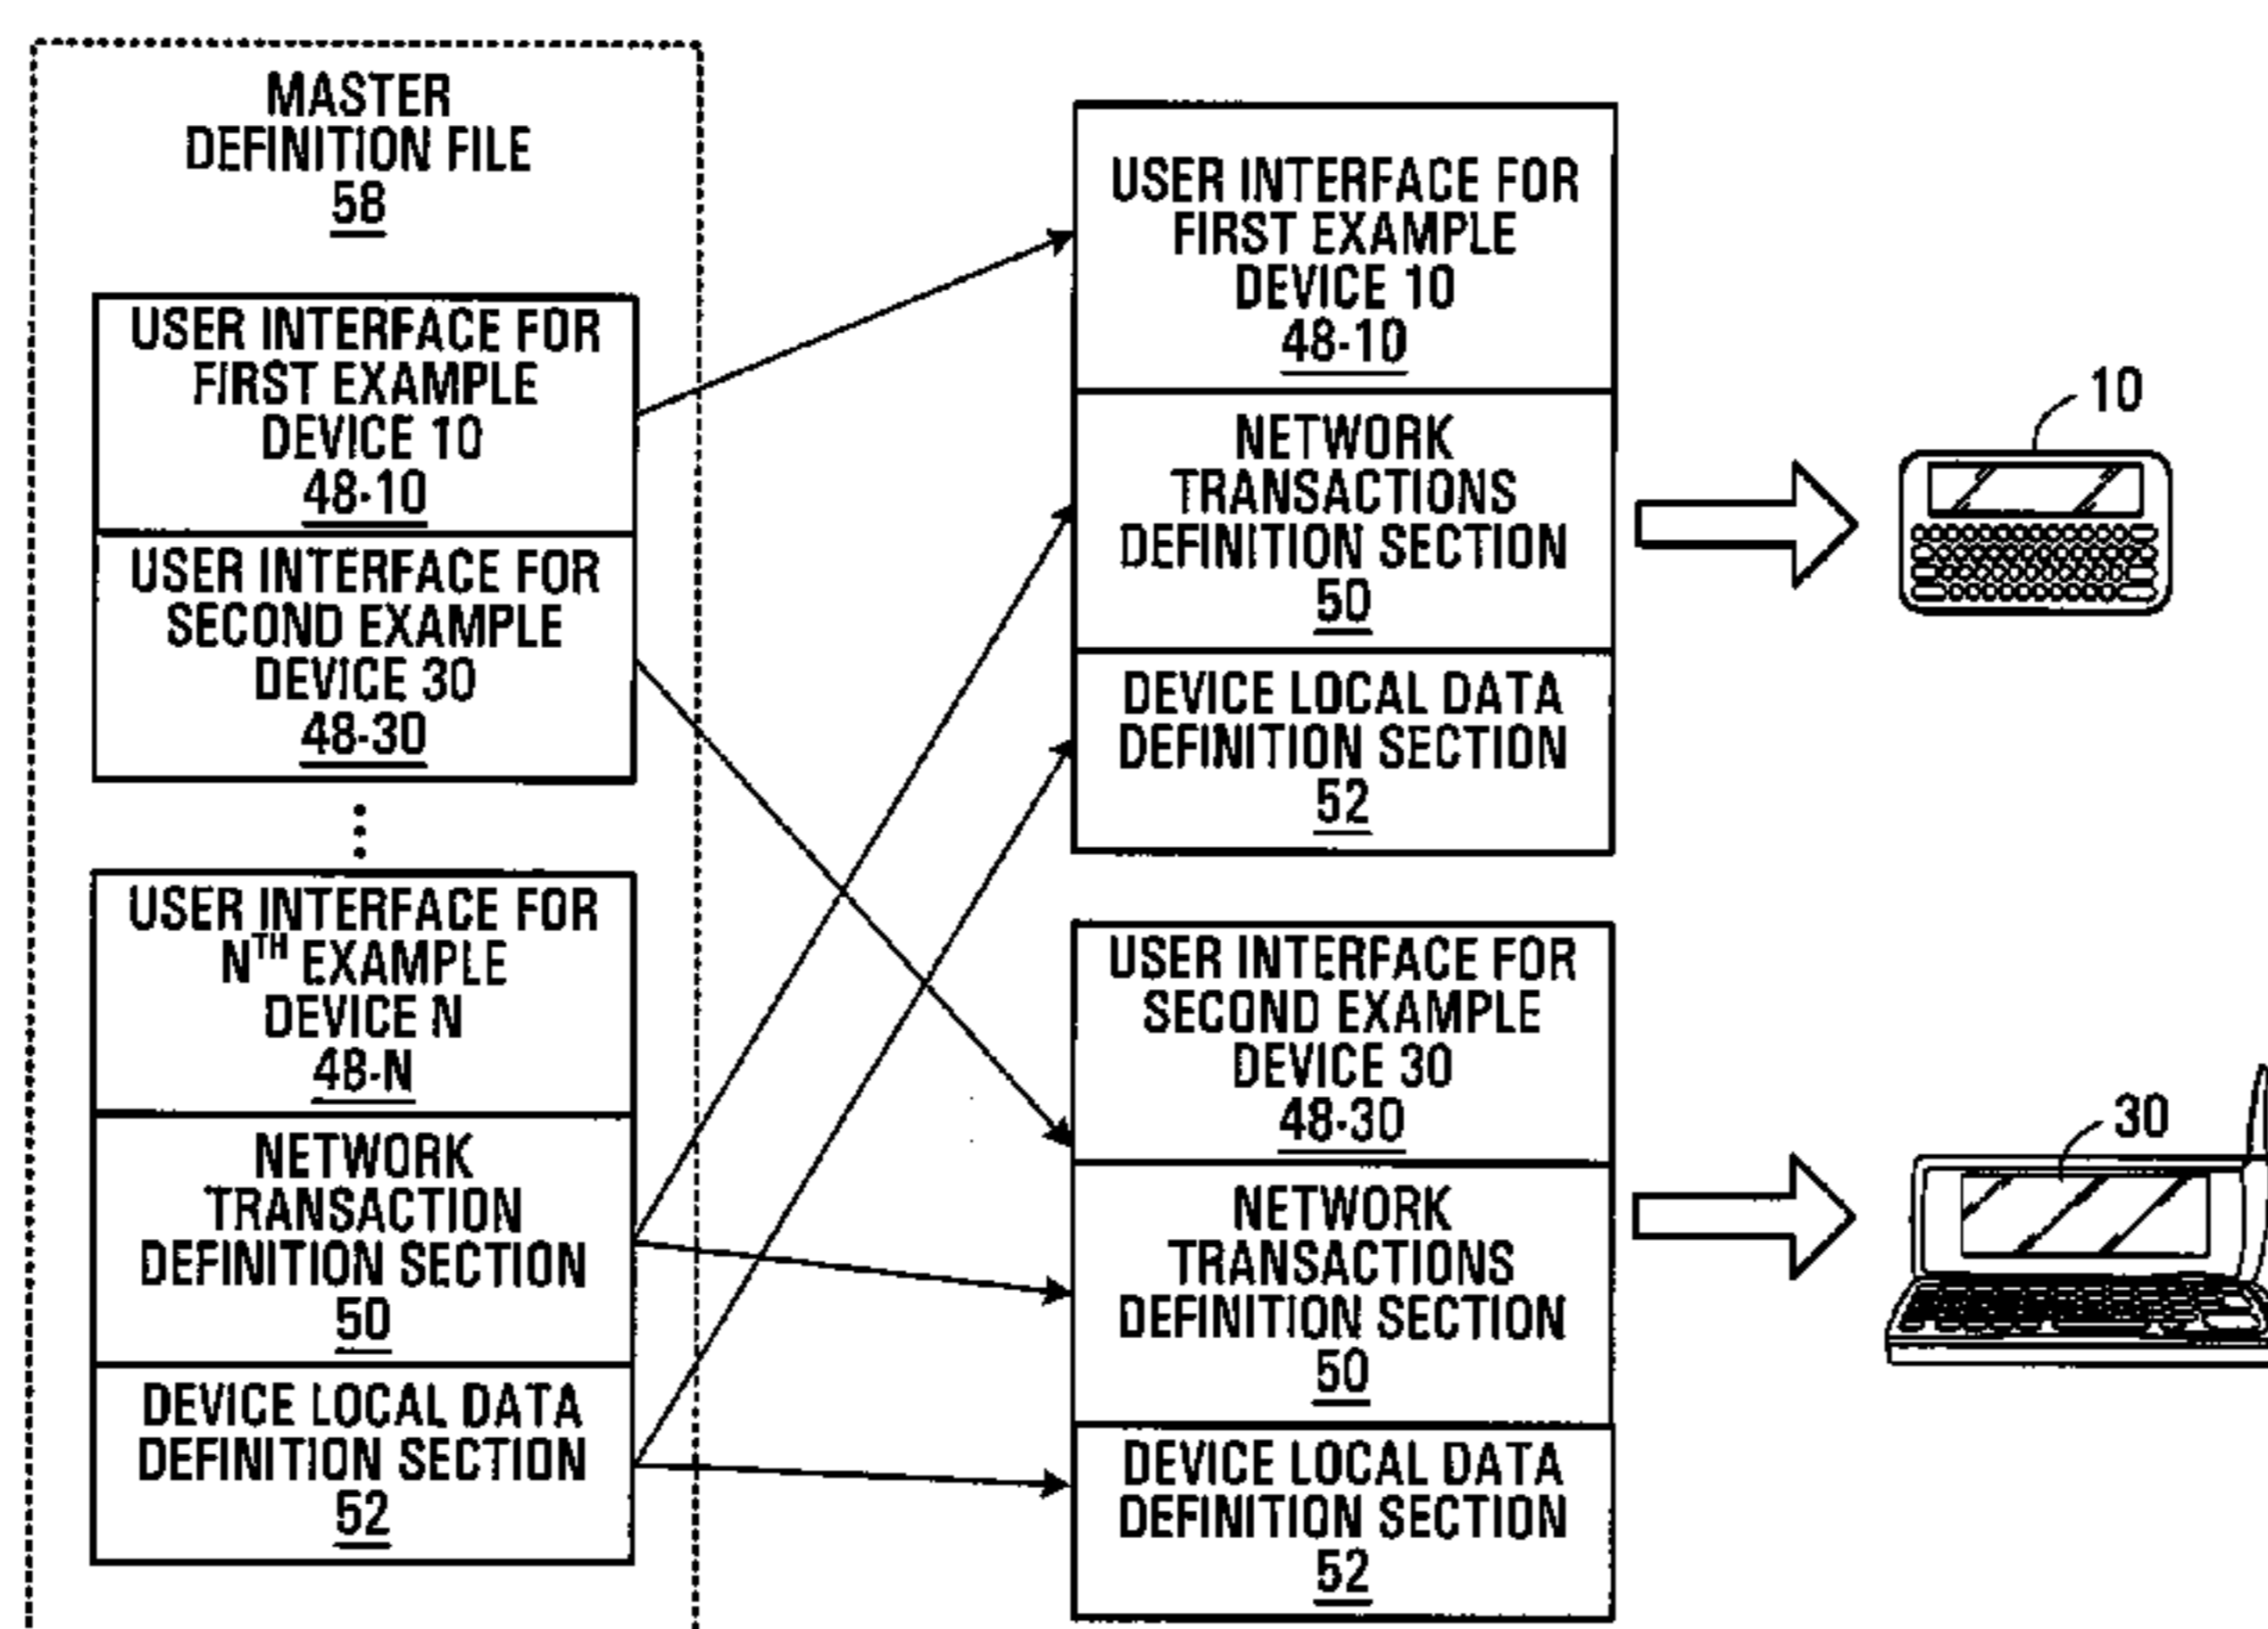 MASTER
DEFINITION FILE
58
USER INTERFACE FOR
FIRST EXAMPLE
DEVICE 10
48-10
USER INTERFACE FOR
SECOND EXAMPLE
DEVICE 30
48-30
USER INTERFACE FOR
NTH EXAMPLE
DEVICE N
48-N
NETWORK
TRANSACTION
DEFINITION SECTION
50
DEVICE LOCAL DATA
DEFINITION SECTION
52
USER INTERFACE FOR
FIRST EXAMPLE
DEVICE 10
48-10
NETWORK
TRANSACTIONS
DEFINITION SECTION
50
DEVICE LOCAL DATA
DEFINITION SECTION
52
USER INTERFACE FOR
SECOND EXAMPLE
DEVICE 30
48-30
NETWORK
TRANSACTIONS
DEFINITION SECTION
50
DEVICE LOCAL DATA
DEFINITION SECTION
52
10
30